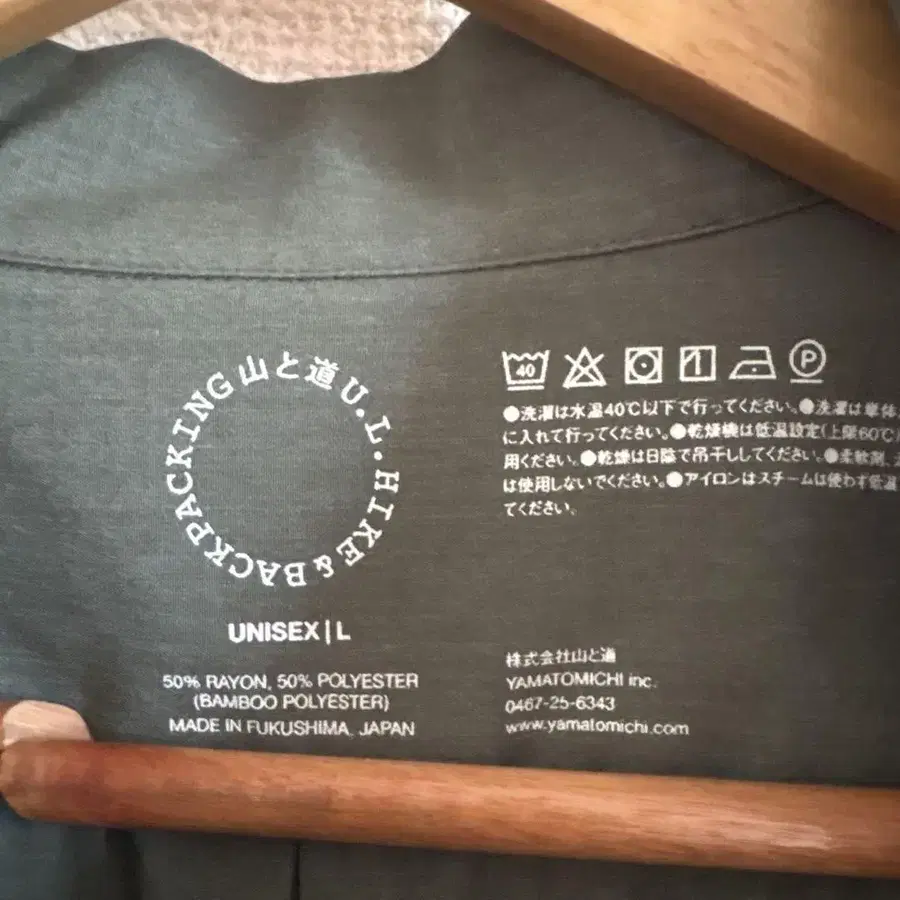 山と道 U.L. HIKE & BACKPACKING
UNISEX | L
50% RAYON, 50% POLYESTER
(BAMBOO POLYESTER)
MADE IN FUKUSHIMA, JAPAN
40
P
●洗濯は水温40℃以下で行ってください。●洗濯は単体、
に入れて行ってください。●乾燥機は低温設定(上限60℃)
用ください。●乾燥は日陰で吊干ししてください。●柔軟剤、
は使用しないでください。●アイロンはスチームは使わず低温
てください。
株式会社山と道
YAMATOMICHI inc.
0467-25-6343
www.yamatomichi.com